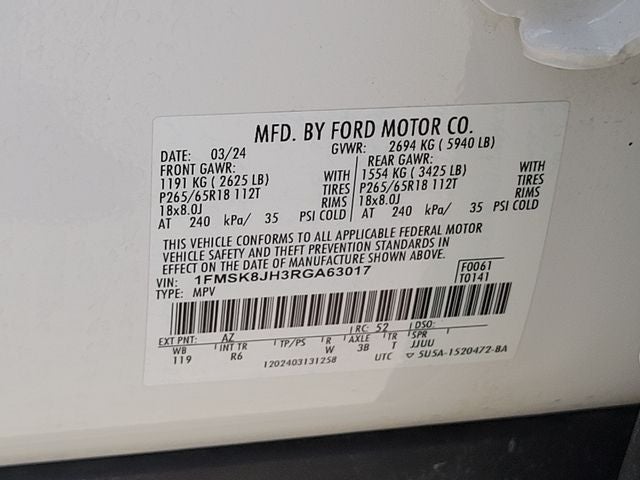 MFD. BY FORD MOTOR CO.
DATE: 03/24 GVWR: 2694 KG ( 5940 LB)
FRONT GAWR: REAR GAWR:
1191 KG ( 2625 LB) WITH 1554 KG ( 3425 LB) WITH
P265/65R18 112T TIRES P265/65R18 112T TIRES
18x8.0J RIMS 18x8.0J RIMS
AT 240 kPa/ 35 PSI COLD AT 240 kPa/ 35 PSI COLD
THIS VEHICLE CONFORMS TO ALL APPLICABLE FEDERAL MOTOR
VEHICLE SAFETY AND THEFT PREVENTION STANDARDS IN
EFFECT ON THE DATE OF MANUFACTURE SHOWN ABOVE.
VIN: 1FMSK8JH3RGA63017 F0061
TYPE: MPV T0141
EXT PNT: AZ RC: 52 DSO:
WB INT TR TP/PS R AXLE TR SPR
119 R6 W 3B T JJUU
1202403131258 UTC 5U5A-1520472-BA